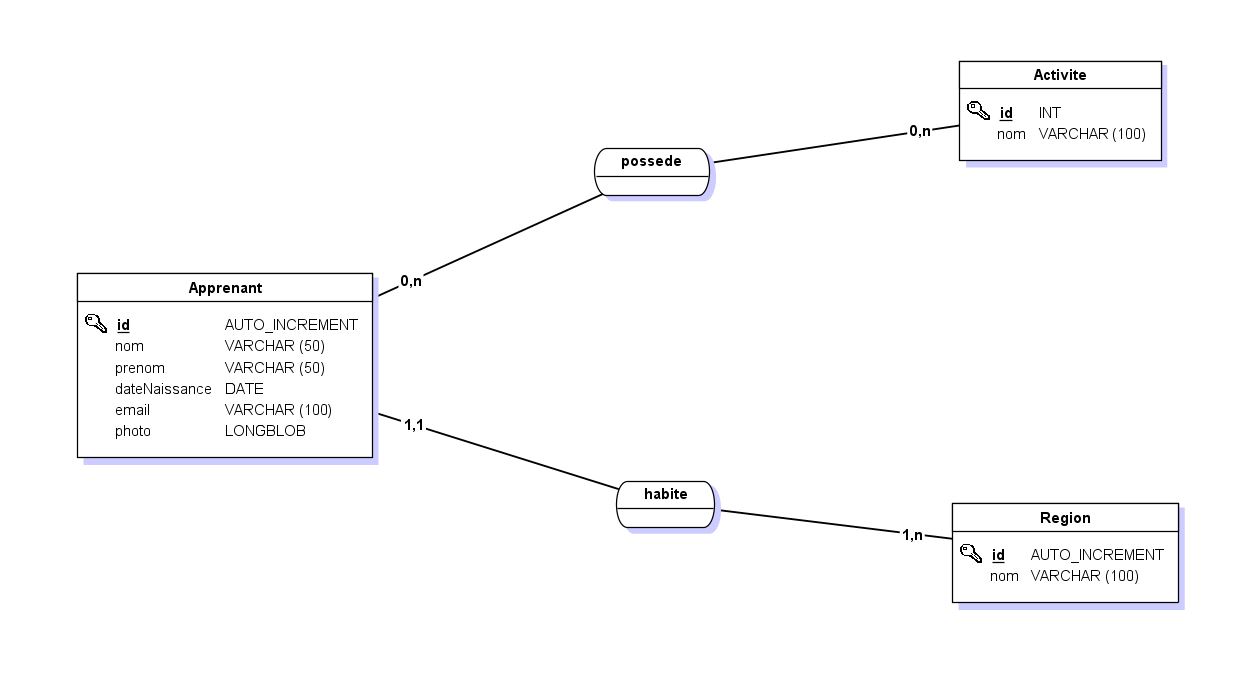 Activite
id INT
nom VARCHAR (100)
0,n
possede
0,n
Apprenant
id AUTO_INCREMENT
nom VARCHAR (50)
prenom VARCHAR (50)
dateNaissance DATE
email VARCHAR (100)
photo LONGBLOB
1,1
habite
1,n
Region
id AUTO_INCREMENT
nom VARCHAR (100)